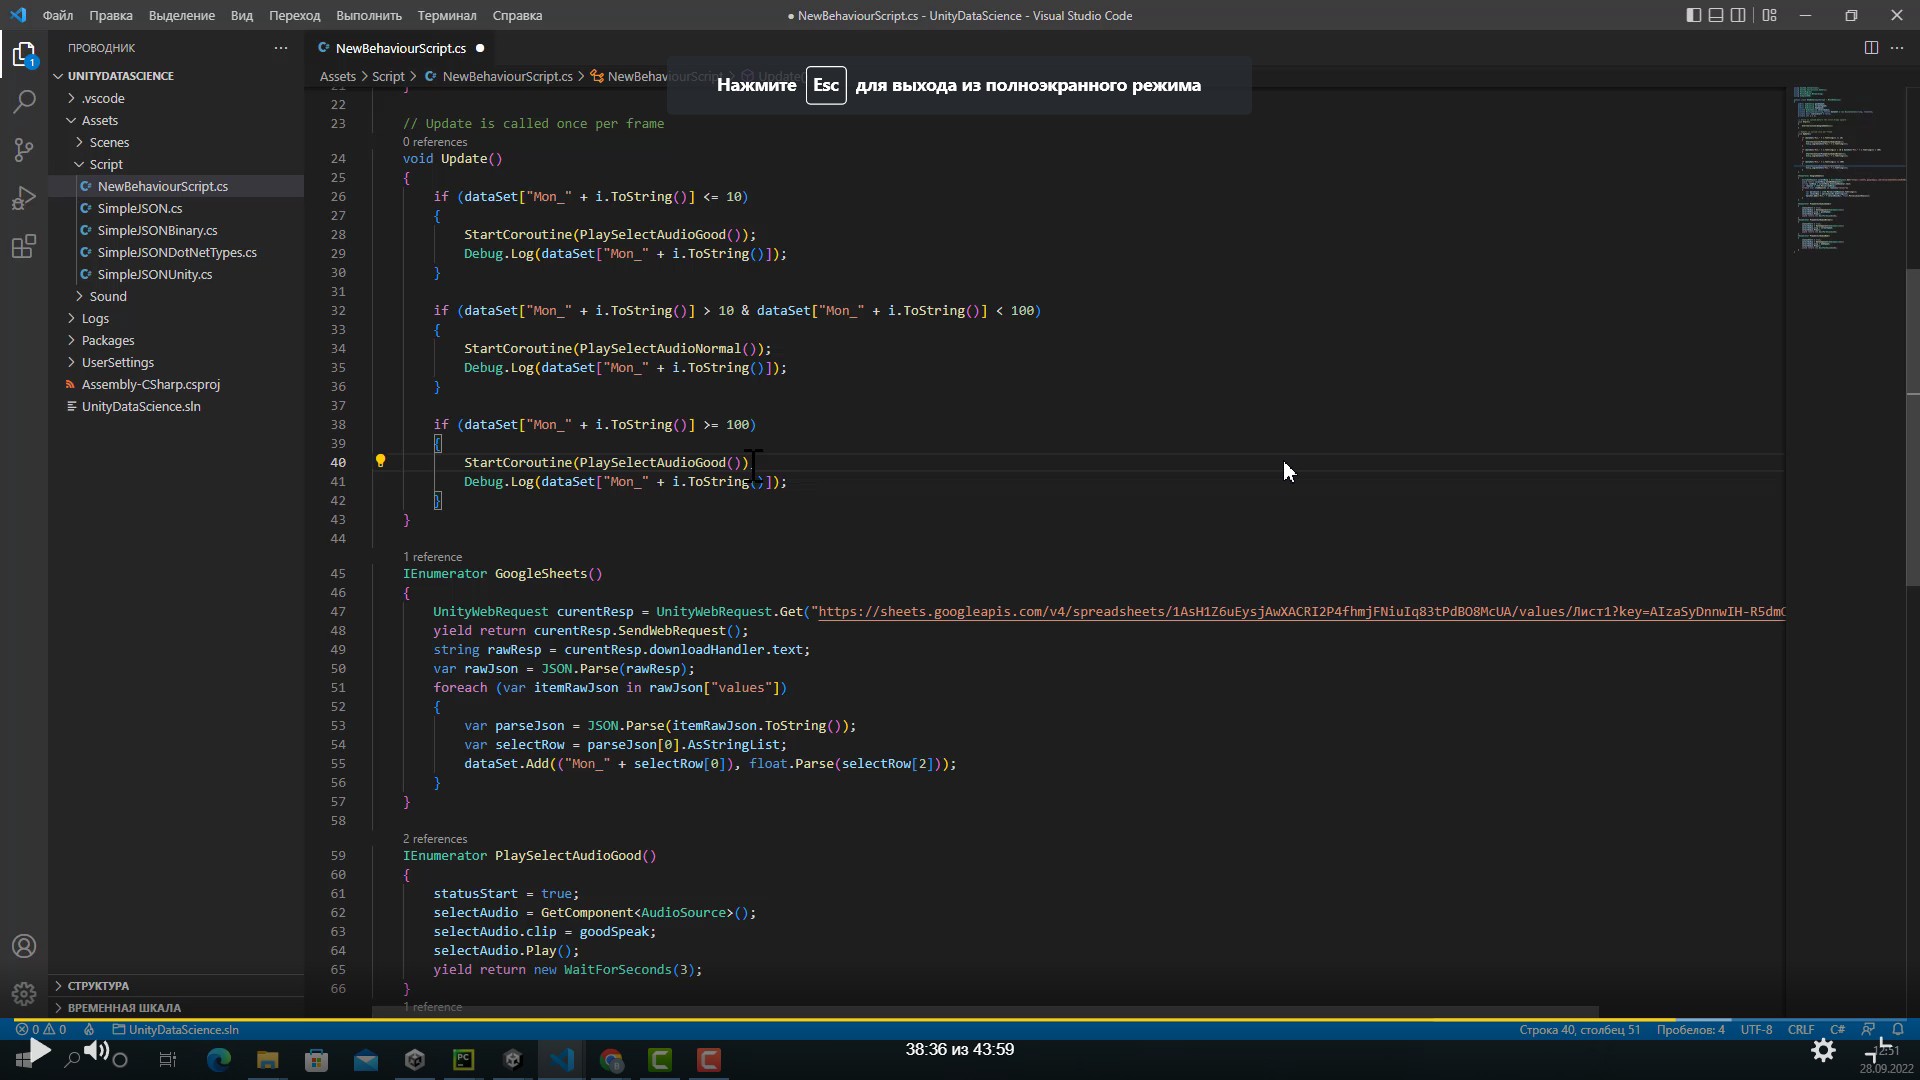 Файл Правка Выделение Вид Переход Выполнить Терминал Справка
● NewBehaviourScript.cs - UnityDataScience - Visual Studio Code
ПРОВОДНИК
1
UNITYDATASCIENCE
.vscode
Assets
Scenes
Script
NewBehaviourScript.cs
SimpleJSON.cs
SimpleJSONBinary.cs
SimpleJSONDotNetTypes.cs
SimpleJSONUnity.cs
Sound
Logs
Packages
UserSettings
Assembly-CSharp.csproj
UnityDataScience.sln
СТРУКТУРА
ВРЕМЕННАЯ ШКАЛА
NewBehaviourScript.cs
Assets > Script > NewBehaviourScript.cs > NewBehaviourScript
Нажмите Esc для выхода из полноэкранного режима
22
23 // Update is called once per frame
0 references
24 void Update()
25 {
26 if (dataSet["Mon_" + i.ToString()] <= 10)
27 {
28 StartCoroutine(PlaySelectAudioGood());
29 Debug.Log(dataSet["Mon_" + i.ToString()]);
30 }
31
32 if (dataSet["Mon_" + i.ToString()] > 10 & dataSet["Mon_" + i.ToString()] < 100)
33 {
34 StartCoroutine(PlaySelectAudioNormal());
35 Debug.Log(dataSet["Mon_" + i.ToString()]);
36 }
37
38 if (dataSet["Mon_" + i.ToString()] >= 100)
39 {
40 StartCoroutine(PlaySelectAudioGood())
41 Debug.Log(dataSet["Mon_" + i.ToString()]);
42 }
43 }
44
1 reference
45 IEnumerator GoogleSheets()
46 {
47 UnityWebRequest curentResp = UnityWebRequest.Get("https://sheets.googleapis.com/v4/spreadsheets/1AsH1Z6uEysjAwXACRI2P4fhmjFNiuIq83tPdBO8McUA/values/Лист1?key=AIzaSyDnnwIH-R5dm
48 yield return curentResp.SendWebRequest();
49 string rawResp = curentResp.downloadHandler.text;
50 var rawJson = JSON.Parse(rawResp);
51 foreach (var itemRawJson in rawJson["values"])
52 {
53 var parseJson = JSON.Parse(itemRawJson.ToString());
54 var selectRow = parseJson[0].AsStringList;
55 dataSet.Add(("Mon_" + selectRow[0]), float.Parse(selectRow[2]));
56 }
57 }
58
2 references
59 IEnumerator PlaySelectAudioGood()
60 {
61 statusStart = true;
62 selectAudio = GetComponent<AudioSource>();
63 selectAudio.clip = goodSpeak;
64 selectAudio.Play();
65 yield return new WaitForSeconds(3);
66 }
1 reference
0 0 UnityDataScience.sln
Строка 40, столбец 51 Пробелов: 4 UTF-8 CRLF C#
38:36 из 43:59
12:51
28.09.2022